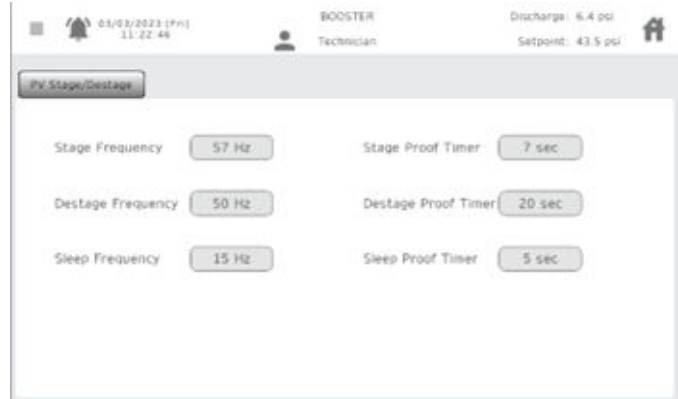 03/03/2023 (Fri)
11:22:46
BOOSTER
Technician
Discharge: 6.4 psi
Setpoint: 43.5 psi
PV Stage/Destage
Stage Frequency 57 Hz Stage Proof Timer 7 sec
Destage Frequency 50 Hz Destage Proof Timer 20 sec
Sleep Frequency 15 Hz Sleep Proof Timer 5 sec